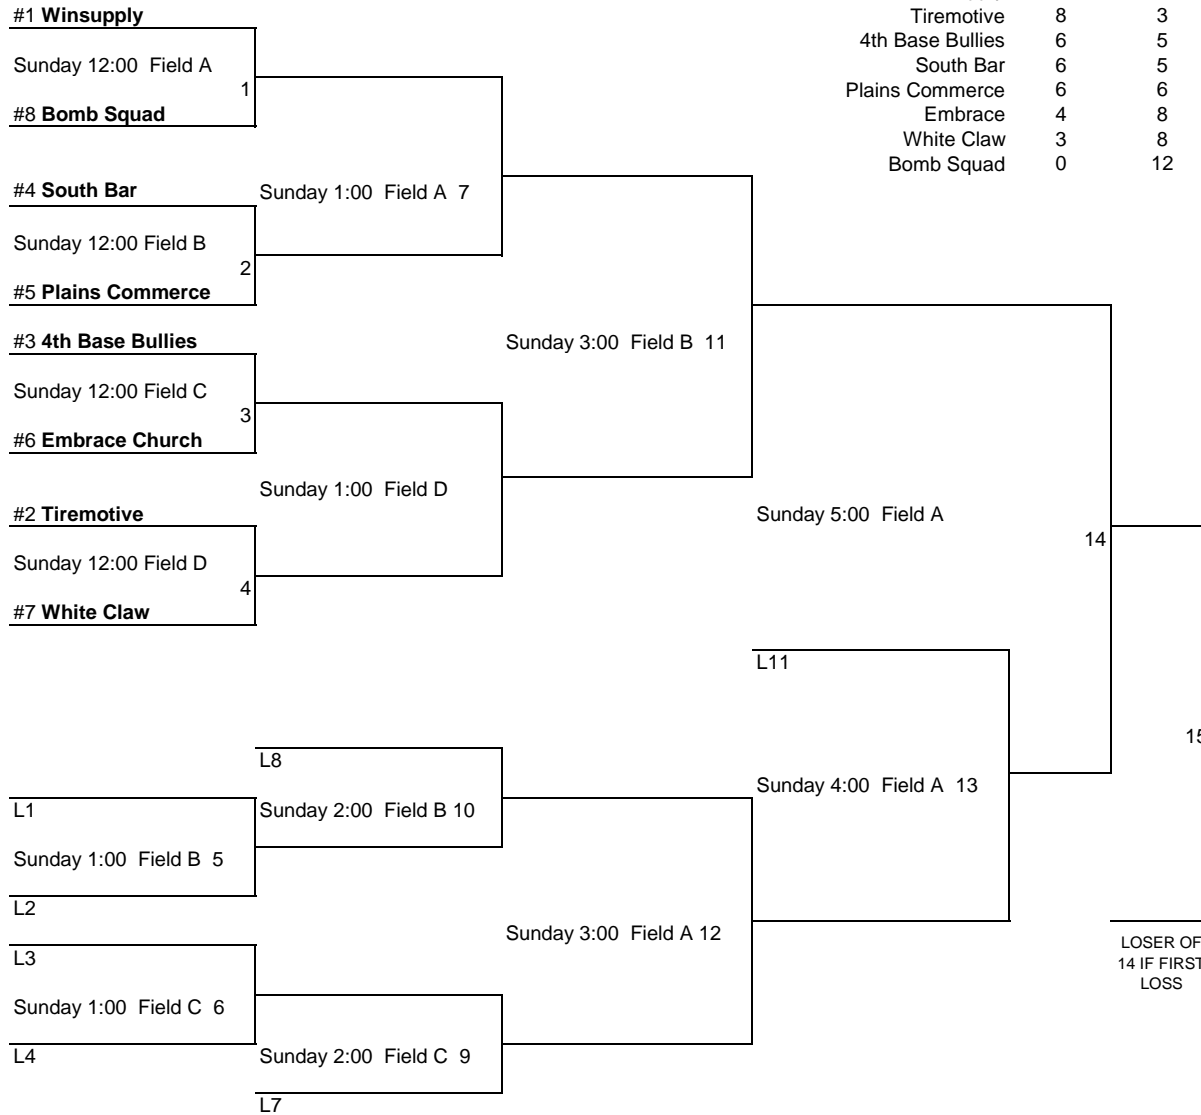 #1 Winsupply
Sunday 12:00 Field A
1
#8 Bomb Squad
#4 South Bar
Sunday 1:00 Field A 7
Sunday 12:00 Field B
2
#5 Plains Commerce
#3 4th Base Bullies
Sunday 3:00 Field B 11
Sunday 12:00 Field C
3
#6 Embrace Church
Sunday 1:00 Field D
#2 Tiremotive
Sunday 5:00 Field A
14
Sunday 12:00 Field D
4
#7 White Claw
Tiremotive 8 3
4th Base Bullies 6 5
South Bar 6 5
Plains Commerce 6 6
Embrace 4 8
White Claw 3 8
Bomb Squad 0 12
L11
15
L8
Sunday 4:00 Field A 13
L1
Sunday 2:00 Field B 10
Sunday 1:00 Field B 5
L2
Sunday 3:00 Field A 12
LOSER OF
14 IF FIRST
LOSS
L3
Sunday 1:00 Field C 6
L4
Sunday 2:00 Field C 9
L7